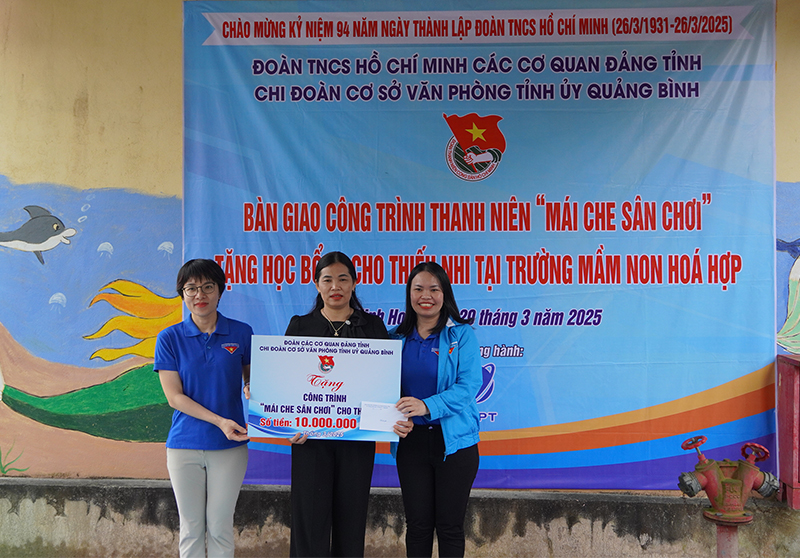 CHÀO MỪNG KỶ NIỆM 94 NĂM NGÀY THÀNH LẬP ĐOÀN TNCS HỒ CHÍ MINH (26/3/1931-26/3/2025)
ĐOÀN TNCS HỒ CHÍ MINH CÁC CƠ QUAN ĐẢNG TỈNH
CHI ĐOÀN CƠ SỞ VĂN PHÒNG TỈNH ỦY QUẢNG BÌNH
BÀN GIAO CÔNG TRÌNH THANH NIÊN "MÁI CHE SÂN CHƠI"
TẶNG HỌC BỔ CHO THIẾU NHI TẠI TRƯỜNG MẦM NON HOÁ HỢP
29 tháng 3 năm 2025
đồng hành:
PT
ĐOÀN CÁC CƠ QUAN ĐẢNG TỈNH
CHI ĐOÀN CƠ SỞ VĂN PHÒNG TỈNH ỦY QUẢNG BÌNH
Tặng
CÔNG TRÌNH
"MÁI CHE SÂN CHƠI" CHO TH
Số tiền: 10.000.000